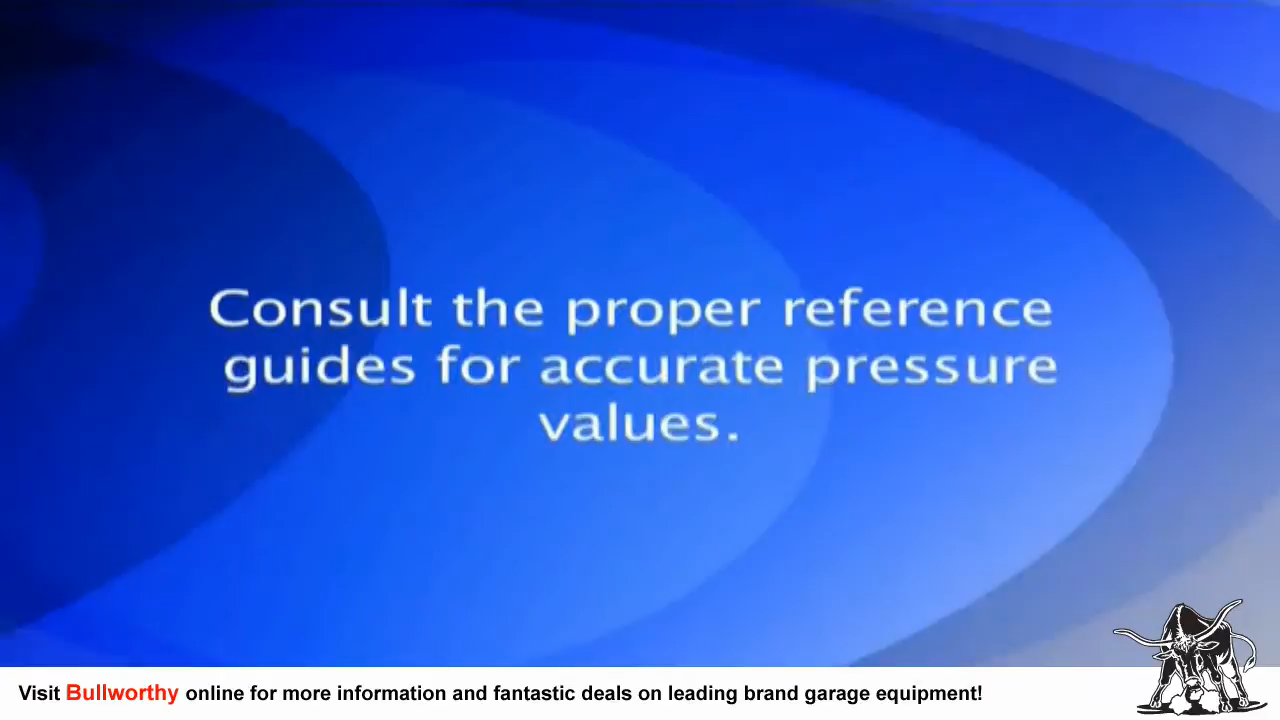 Consult the proper reference
guides for accurate pressure
values.
Visit Bullworthy online for more information and fantastic deals on leading brand garage equipment!